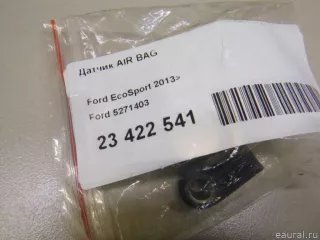 Датчик AIR BAG
Ford EcoSport 2013>
Ford 5271403
23 422 541
© eaural.ru